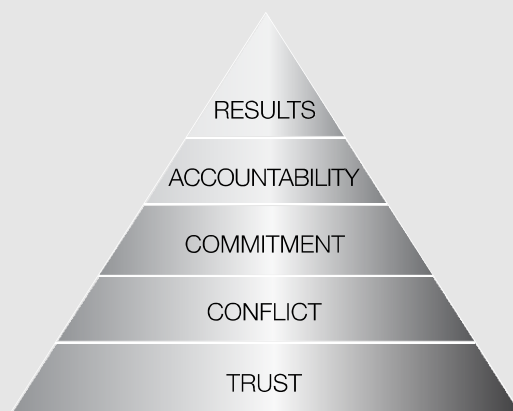 RESULTS
ACCOUNTABILITY
COMMITMENT
CONFLICT
TRUST